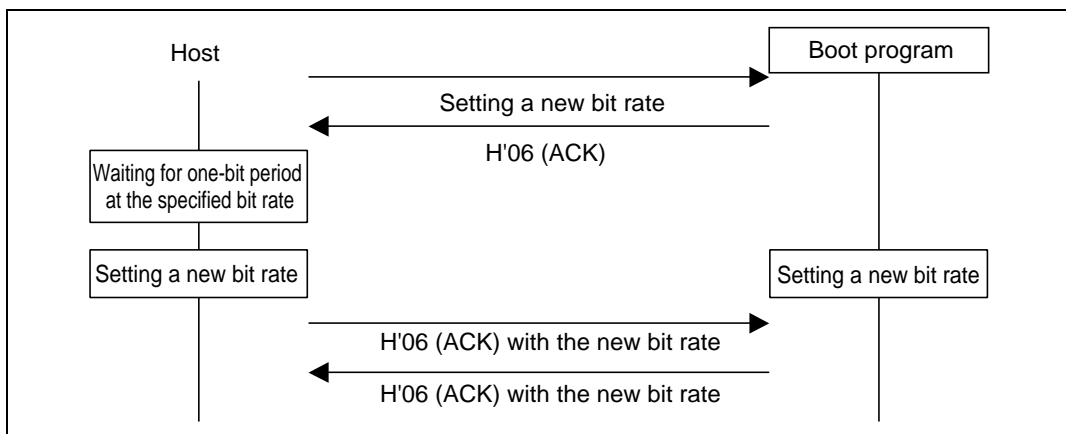 Host
Boot program
Setting a new bit rate
H'06 (ACK)
Waiting for one-bit period
at the specified bit rate
Setting a new bit rate
Setting a new bit rate
H'06 (ACK) with the new bit rate
H'06 (ACK) with the new bit rate